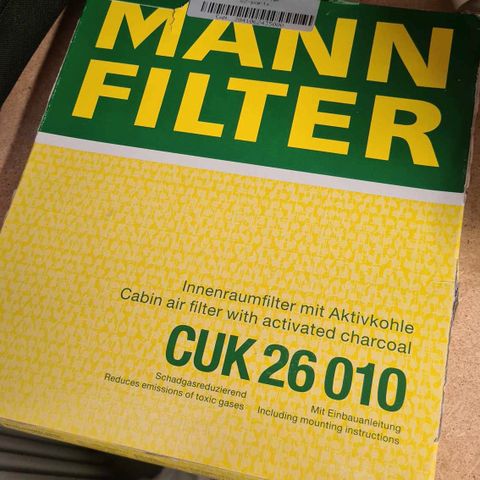 MANN
FILTER
Innenraumfilter mit Aktivkohle
Cabin air filter with activated charcoal
CUK 26 010
Schadgasreduzierend
Reduces emissions of toxic gases
Mit Einbauanleitung
Including mounting instructions